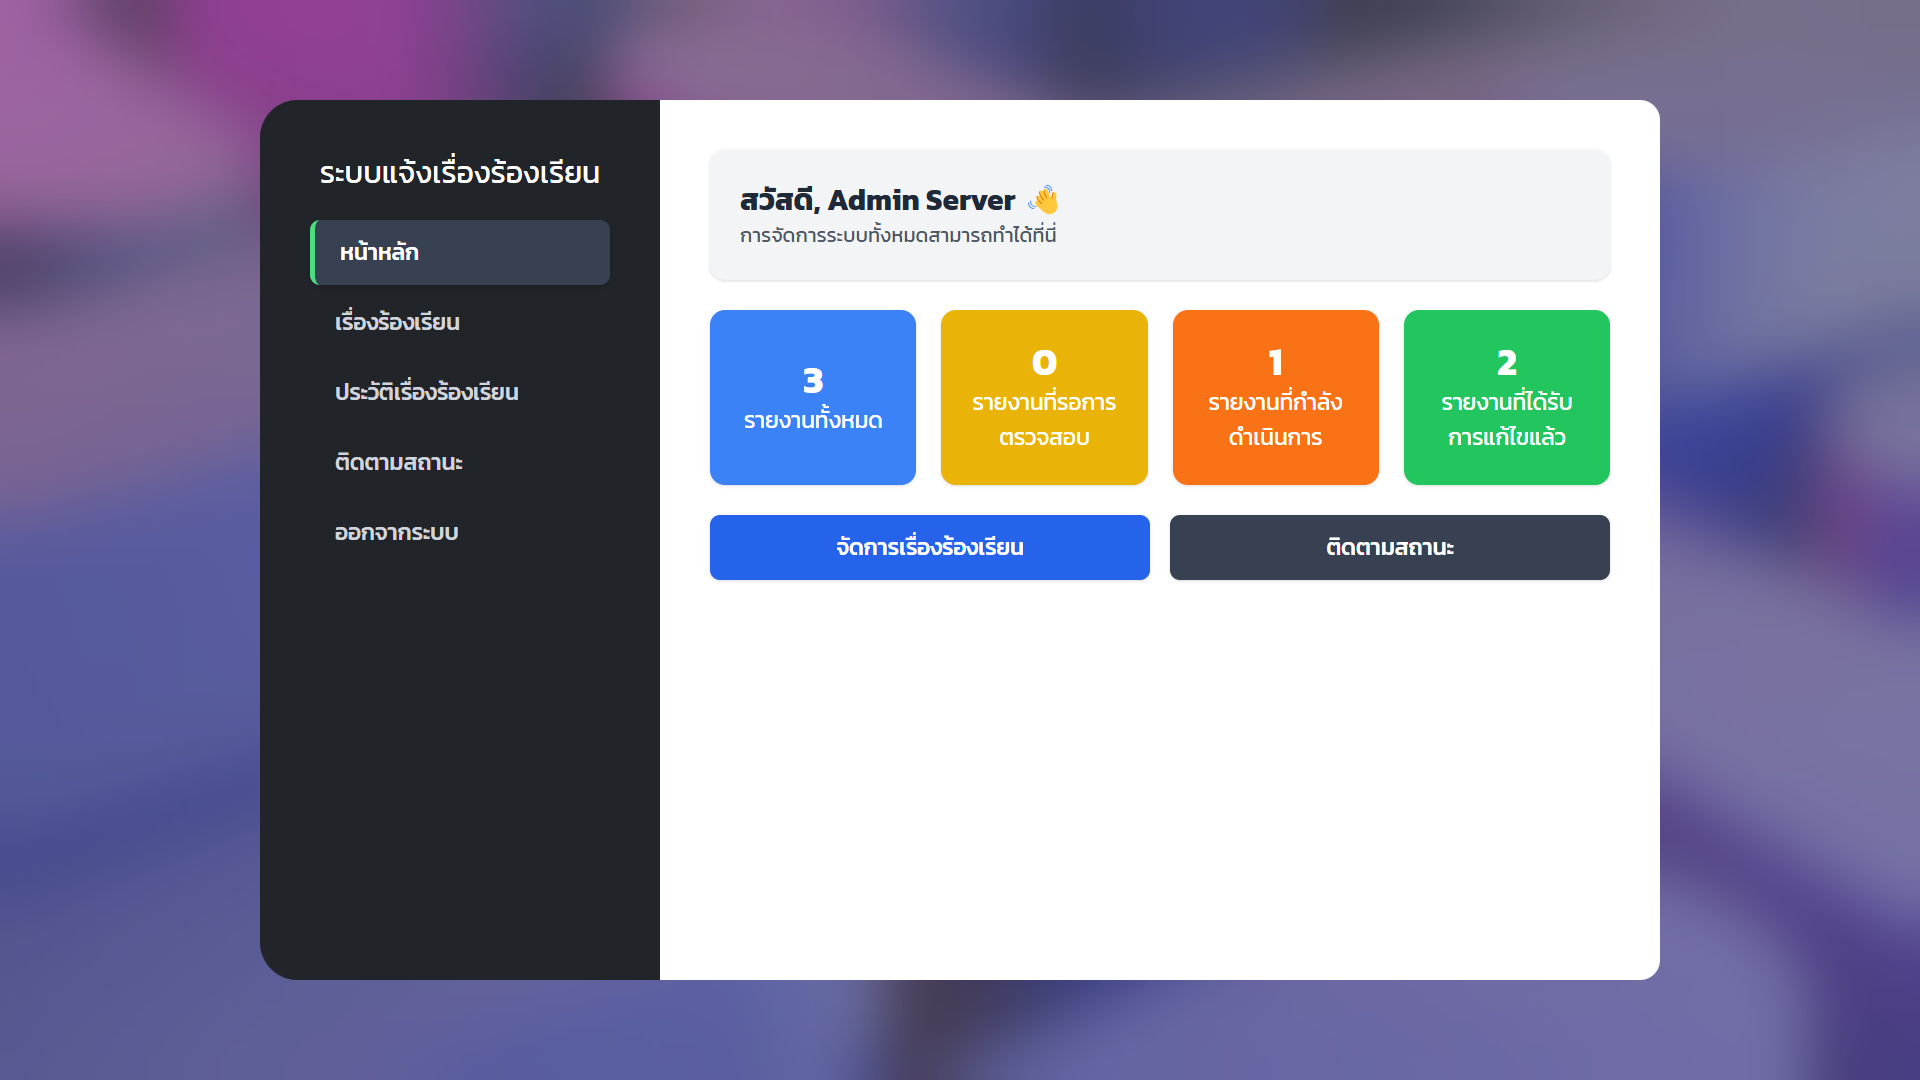 ระบบแจ้งเรื่องร้องเรียน
หน้าหลัก
เรื่องร้องเรียน
ประวัติเรื่องร้องเรียน
ติดตามสถานะ
ออกจากระบบ
สวัสดี, Admin Server 👋
การจัดการระบบทั้งหมดสามารถทำได้ที่นี่
3
รายงานทั้งหมด
0
รายงานที่รอการ
ตรวจสอบ
1
รายงานที่กำลัง
ดำเนินการ
2
รายงานที่ได้รับ
การแก้ไขแล้ว
จัดการเรื่องร้องเรียน
ติดตามสถานะ